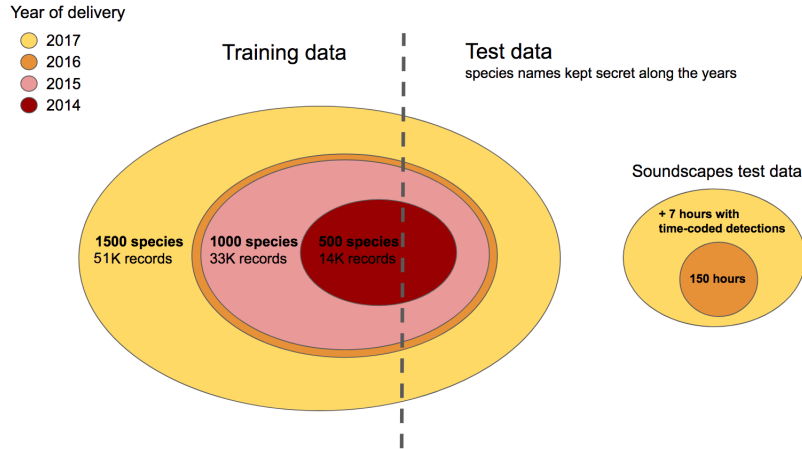 Year of delivery
2017
2016
2015
2014
Training data
Test data
species names kept secret along the years
1500 species
51K records
1000 species
33K records
500 species
14K records
Soundscapes test data
+ 7 hours with
time-coded detections
150 hours